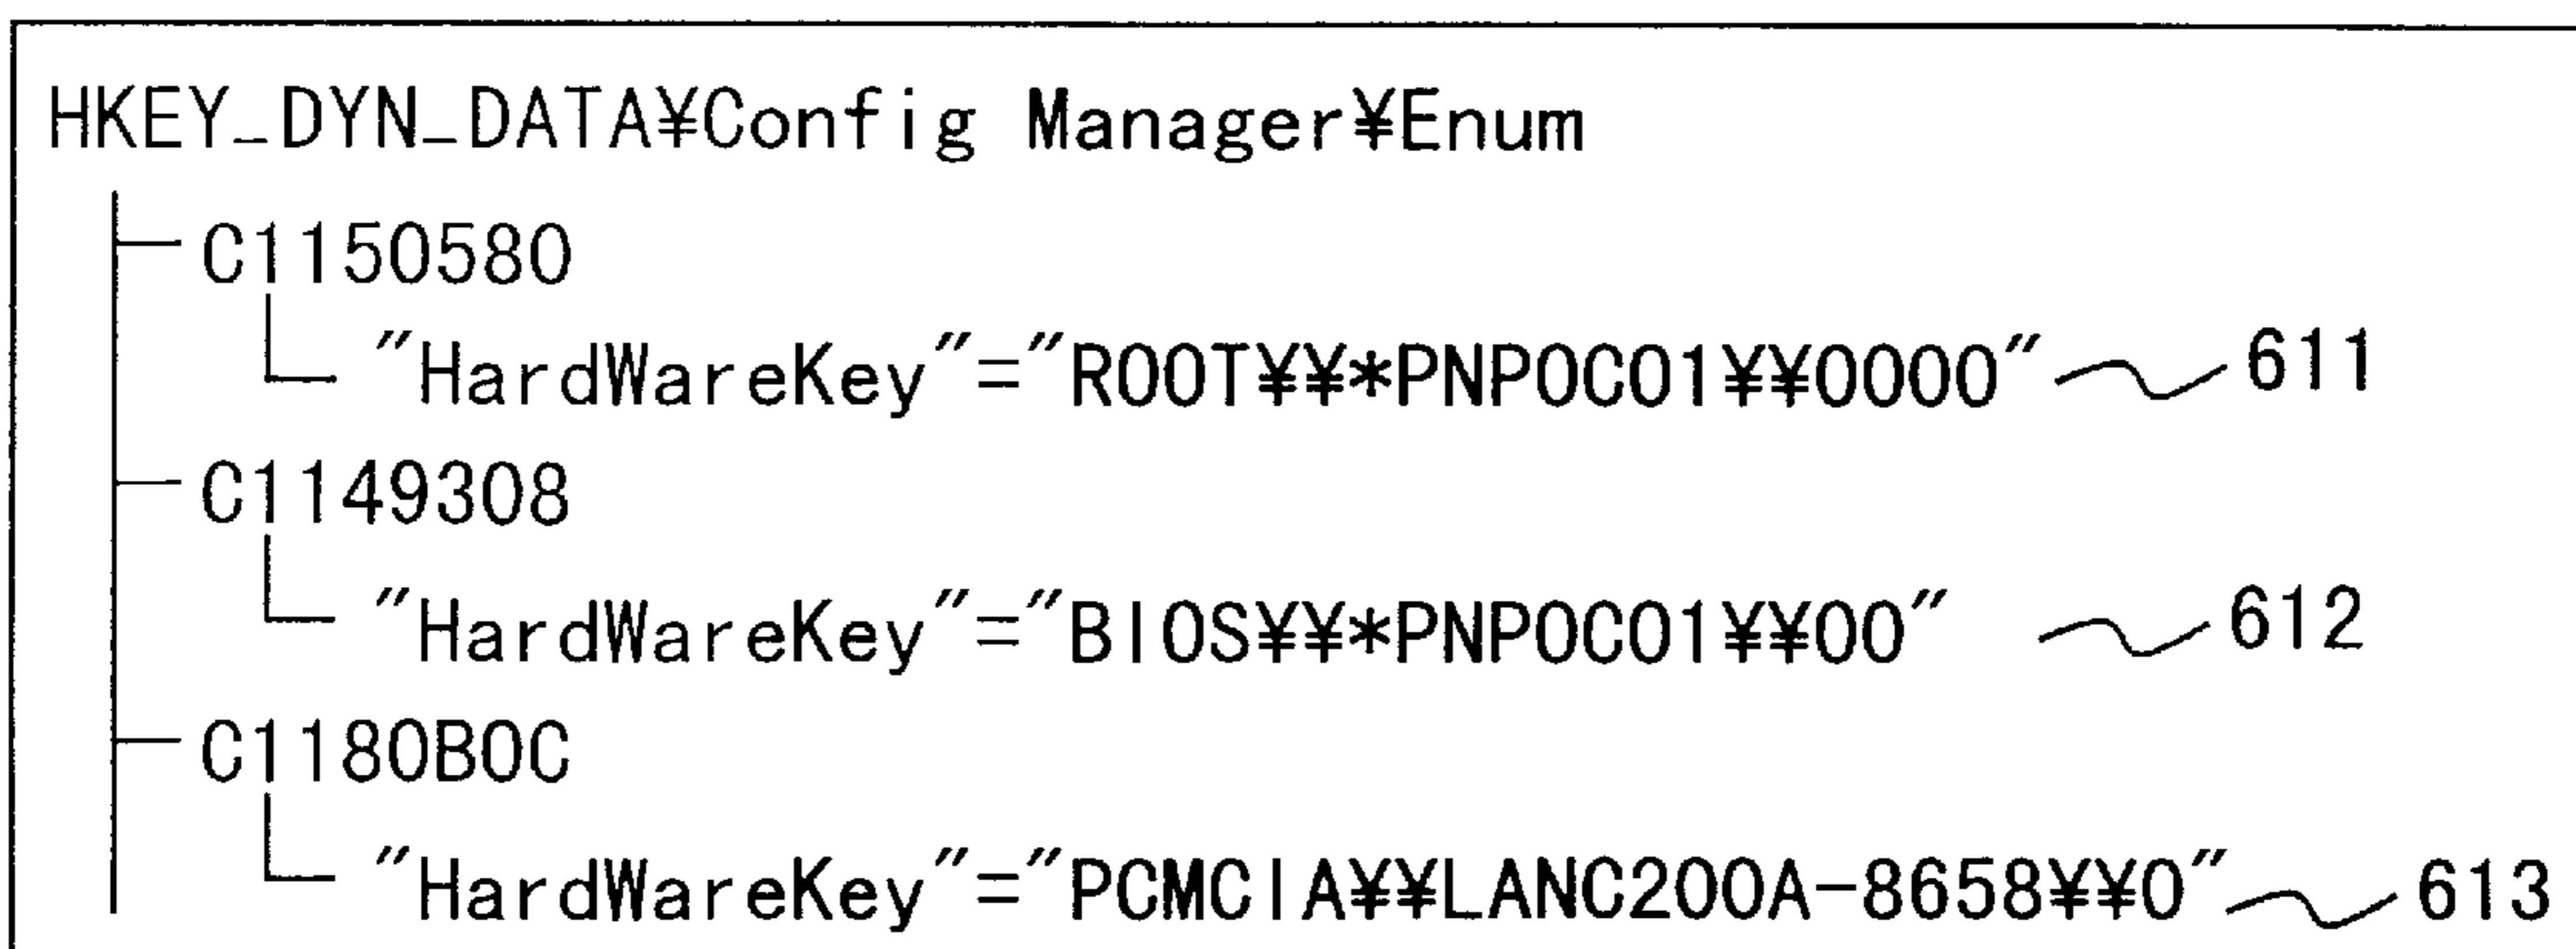 HKEY_DYN_DATA¥Config Manager¥Enum
C1150580
"HardWareKey"="ROOT¥¥*PNP0C01¥¥0000" 611
C1149308
"HardWareKey"="BIOS¥¥*PNP0C01¥¥00" 612
C1180B0C
"HardWareKey"="PCMCIA¥¥LANC200A-8658¥¥0" 613